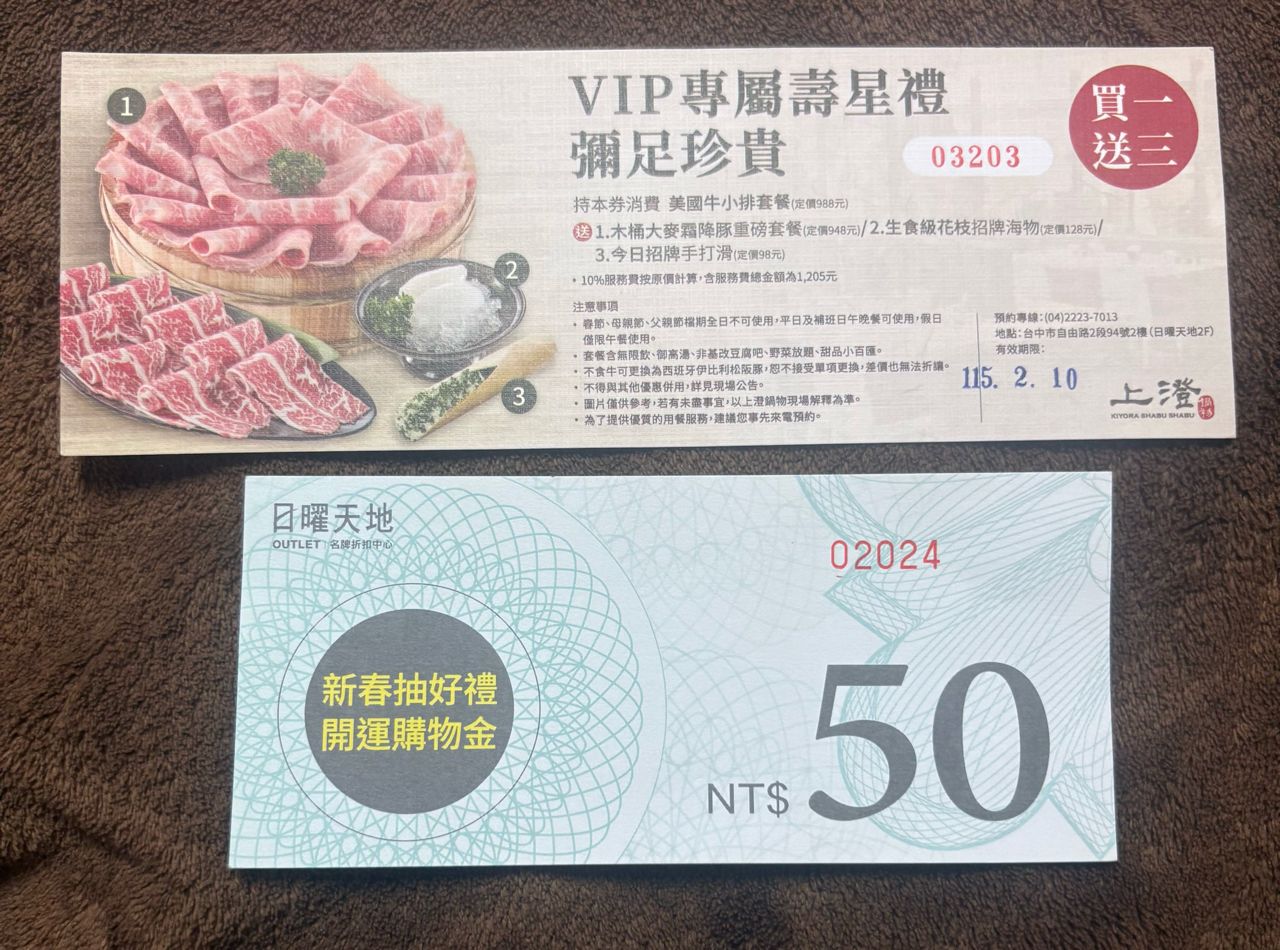 1
2
3
VIP專屬壽星禮
彌足珍貴
03203
買一
送三
持本券消費 美國牛小排套餐(定價988元)
送 1.木桶大麥霜降豚重磅套餐(定價948元)/2.生食級花枝招牌海物(定價128元)/
3.今日招牌手打滑(定價98元)
・10%服務費按原價計算，含服務費總金額為1,205元
注意事項
・春節、母親節、父親節檔期全日不可使用，平日及補班日午晚餐可使用，假日
僅限午餐使用。
・套餐含無限飲、御高湯、非基改豆腐吧、野菜放題、甜品小百匯。
・不食牛可更換為西班牙伊比利松阪豚，恕不接受單項更換，差價也無法折讓。
・不得與其他優惠併用，詳見現場公告。
・圖片僅供參考，若有未盡事宜，以上澄鍋物現場解釋為準。
・為了提供優質的用餐服務，建議您事先來電預約。
預約專線：(04)2223-7013
地點：台中市自由路2段94號2樓(日曜天地2F)
有效期限：
115. 2. 10
上澄
KIYORA SHABU SHABU
日曜天地
OUTLET｜名牌折扣中心
02024
新春抽好禮
開運購物金
NT$ 50